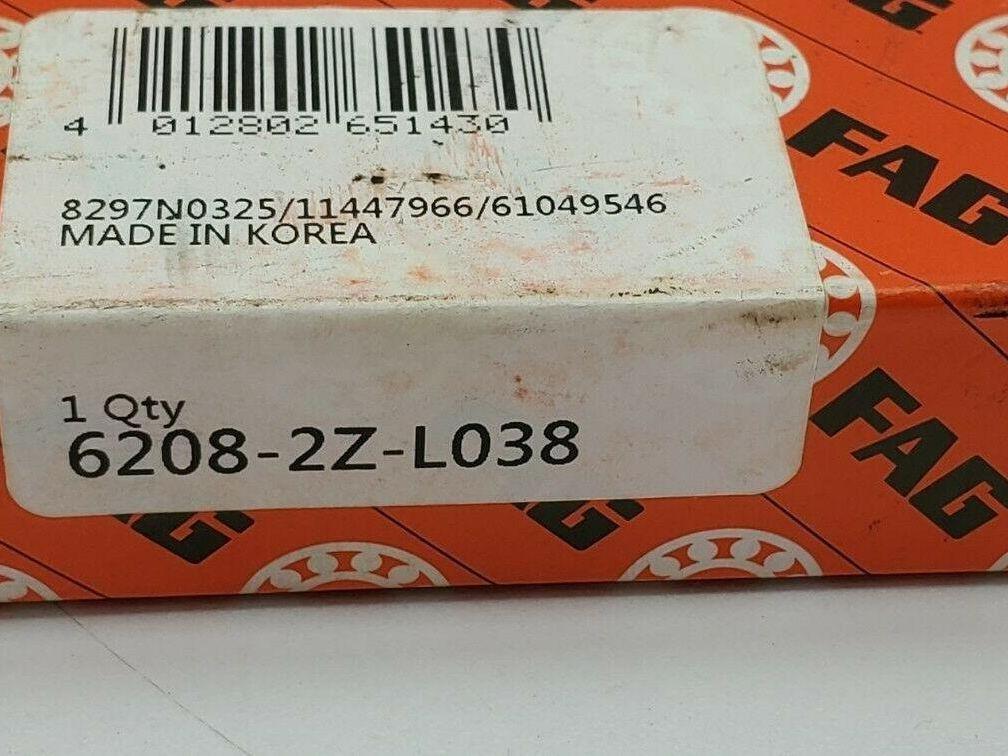 4 012802 651430
8297N0325/11447966/61049546
MADE IN KOREA
1 Qty
6208-2Z-L038
FAG
FAG
FAG
FAG
FAG